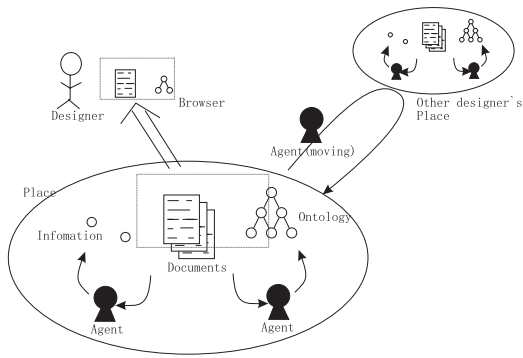 Other designer`s
Place
Browser
Designer
Agent(moving)
Place
Ontology
Infomation
Documents
Agent
Agent